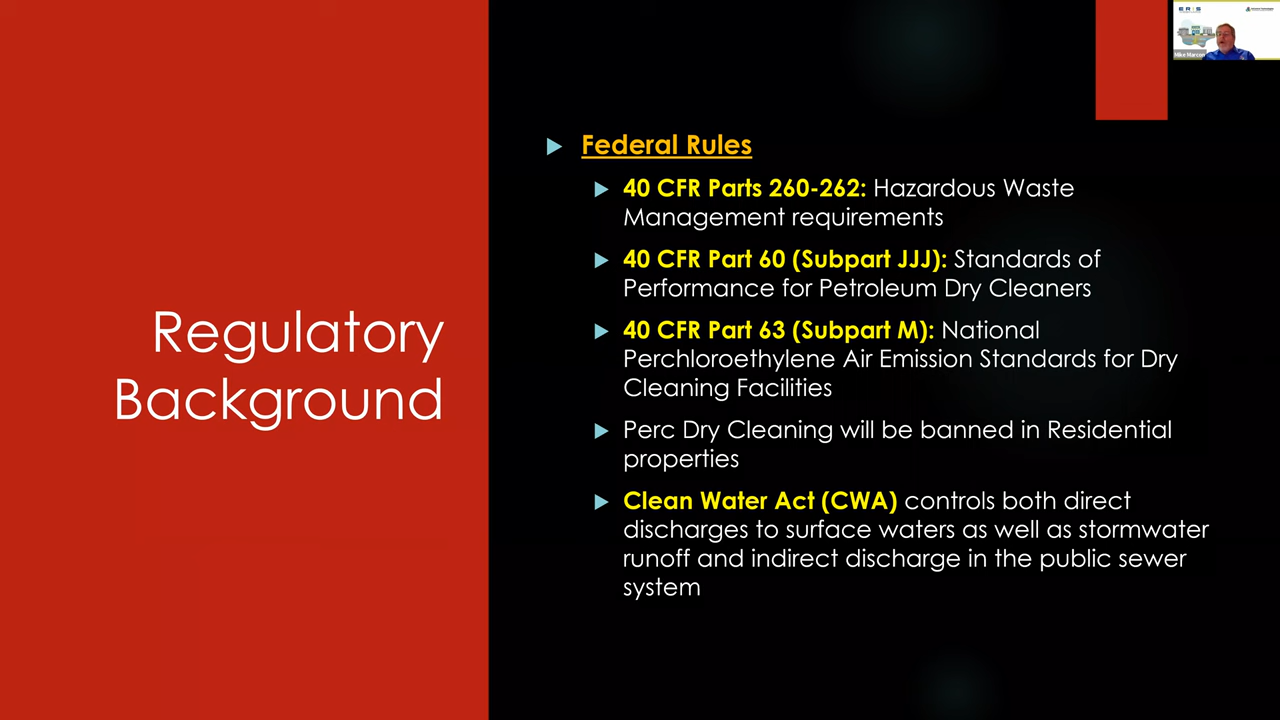 ERIS
Mike Marcon
Federal Rules
40 CFR Parts 260-262: Hazardous Waste
Management requirements
40 CFR Part 60 (Subpart JJJ): Standards of
Performance for Petroleum Dry Cleaners
40 CFR Part 63 (Subpart M): National
Perchloroethylene Air Emission Standards for Dry
Cleaning Facilities
Perc Dry Cleaning will be banned in Residential
properties
Clean Water Act (CWA) controls both direct
discharges to surface waters as well as stormwater
runoff and indirect discharge in the public sewer
system
Regulatory
Background